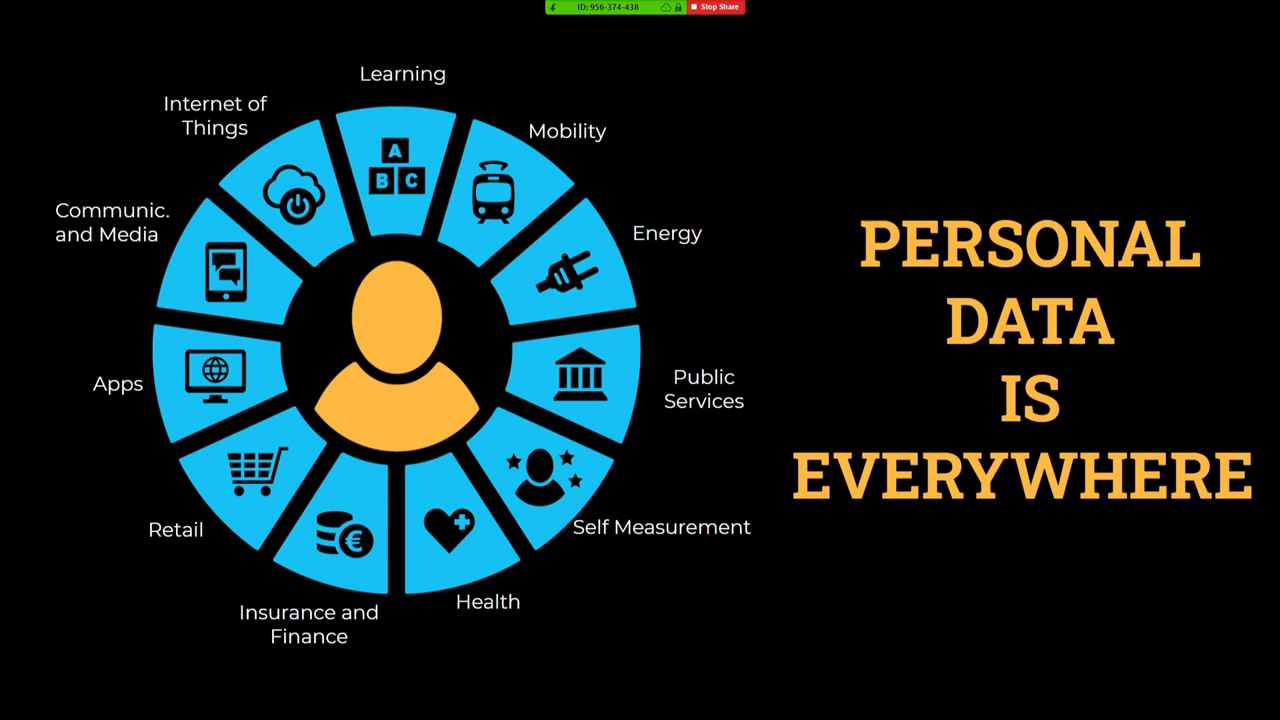 ID: 956-374-438
Stop Share
Learning
Internet of
Things
Mobility
Communic.
and Media
Energy
Apps
Public
Services
Retail
Self Measurement
Insurance and
Finance
Health
A
B C
€
PERSONAL
DATA
IS
EVERYWHERE